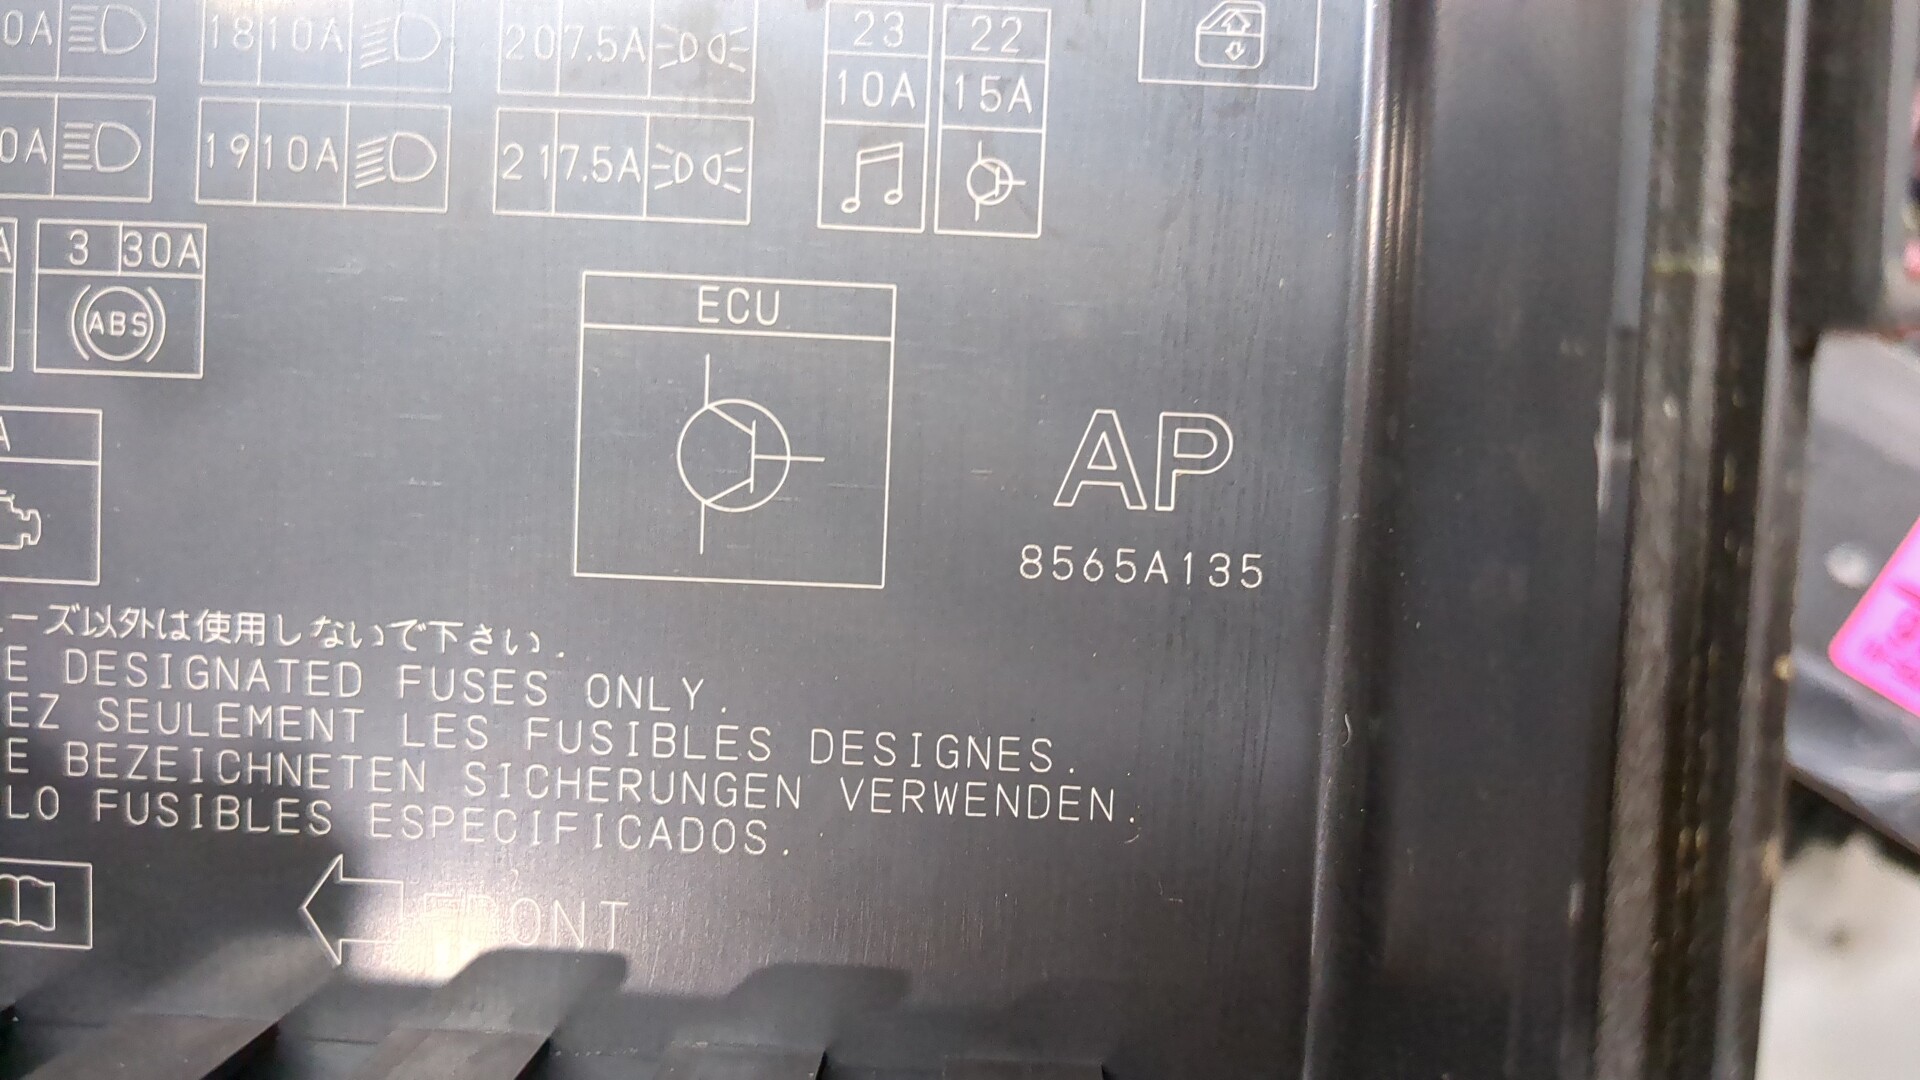 0A 18 10A 20 7.5A 23 22
10A 15A
0A 19 10A 21 7.5A
A 3 30A
ABS
ECU
A
AP
8565A135
ーズ以外は使用しないで下さい.
E DESIGNATED FUSES ONLY.
EZ SEULEMENT LES FUSIBLES DESIGNES.
E BEZEICHNETEN SICHERUNGEN VERWENDEN.
LO FUSIBLES ESPECIFICADOS.
FRONT